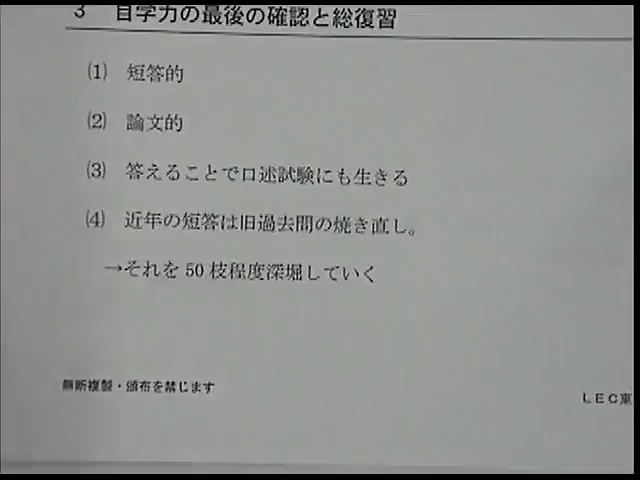 3 自学力の最後の確認と総復習
(1) 短答的
(2) 論文的
(3) 答えることで口述試験にも生きる
(4) 近年の短答は旧過去問の焼き直し。
→それを 50 枝程度深堀していく
無断複製・頒布を禁じます
LEC東